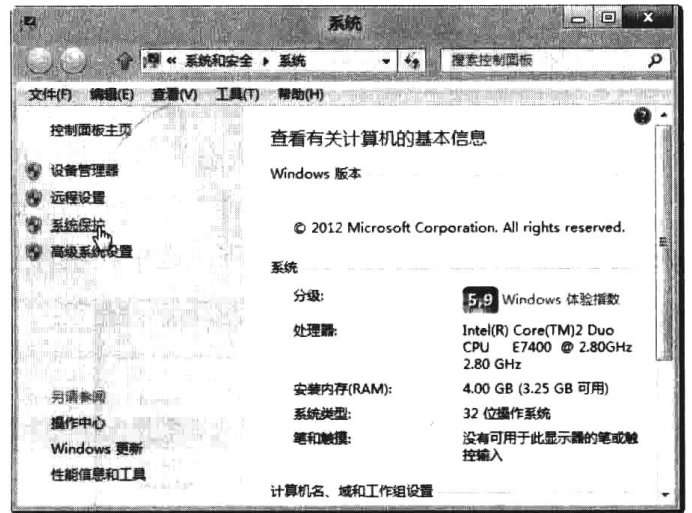 系统
« 系统和安全 ▸ 系统
搜索控制面板
文件(F) 编辑(E) 查看(V) 工具(T) 帮助(H)
控制面板主页
设备管理器
远程设置
系统保护
高级系统设置
另请参阅
操作中心
Windows 更新
性能信息和工具
查看有关计算机的基本信息
Windows 版本
© 2012 Microsoft Corporation. All rights reserved.
系统
分级:
5,9 Windows 体验指数
处理器:
Intel(R) Core(TM)2 Duo
CPU E7400 @ 2.80GHz
2.80 GHz
安装内存(RAM):
4.00 GB (3.25 GB 可用)
系统类型:
32 位操作系统
笔和触摸:
没有可用于此显示器的笔或触
控输入
计算机名、域和工作组设置